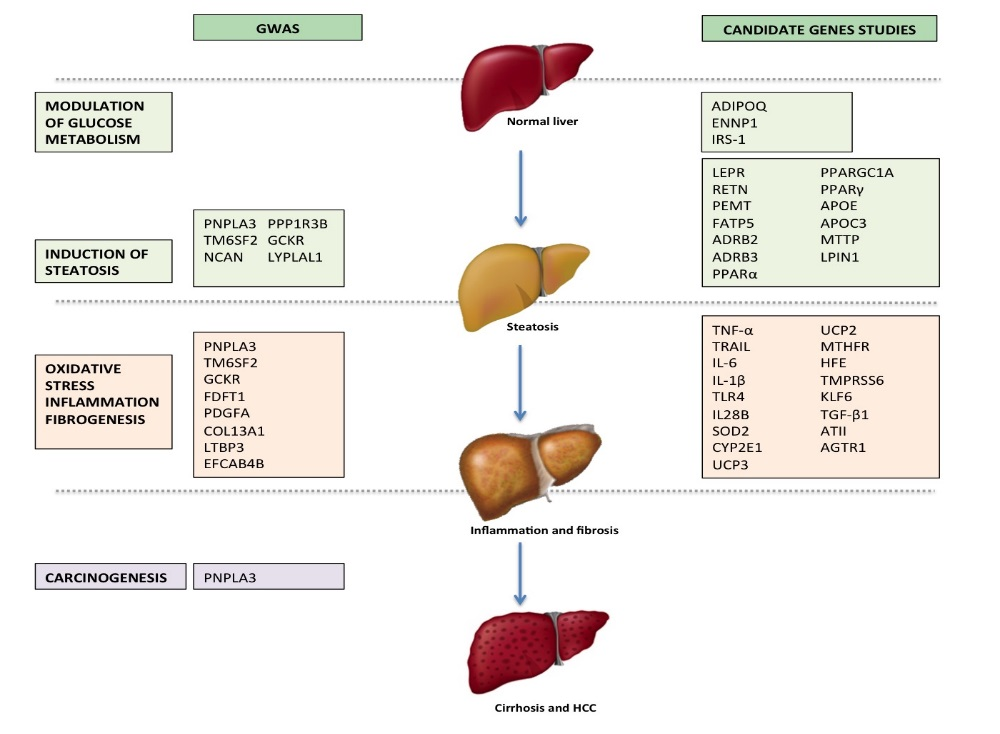 GWAS
CANDIDATE GENES STUDIES
MODULATION
OF GLUCOSE
METABOLISM
Normal liver
ADIPOQ
ENNP1
IRS-1
INDUCTION OF
STEATOSIS
PNPLA3 PPP1R3B
TM6SF2 GCKR
NCAN LYPLAL1
LEPR PPARGC1A
RETN PPARγ
PEMT APOE
FATP5 APOC3
ADRB2 MTTP
ADRB3 LPIN1
PPARα
Steatosis
OXIDATIVE
STRESS
INFLAMMATION
FIBROGENESIS
PNPLA3
TM6SF2
GCKR
FDFT1
PDGFA
COL13A1
LTBP3
EFCAB4B
TNF-α UCP2
TRAIL MTHFR
IL-6 HFE
IL-1β TMPRSS6
TLR4 KLF6
IL28B TGF-β1
SOD2 ATII
CYP2E1 AGTR1
UCP3
Inflammation and fibrosis
CARCINOGENESIS
PNPLA3
Cirrhosis and HCC